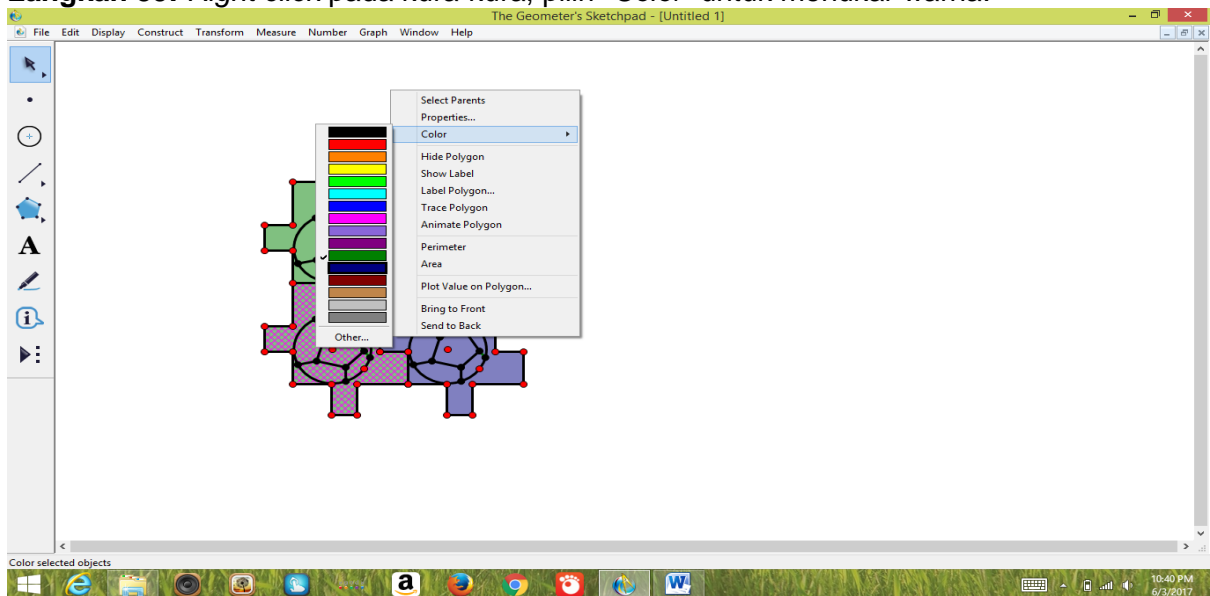 The Geometer's Sketchpad - [Untitled 1]
File Edit Display Construct Transform Measure Number Graph Window Help
Select Parents
Properties...
Color
Hide Polygon
Show Label
Label Polygon...
Trace Polygon
Animate Polygon
Perimeter
Area
Plot Value on Polygon...
Bring to Front
Send to Back
Other...
A
Color selected objects
10:40 PM
6/3/2017